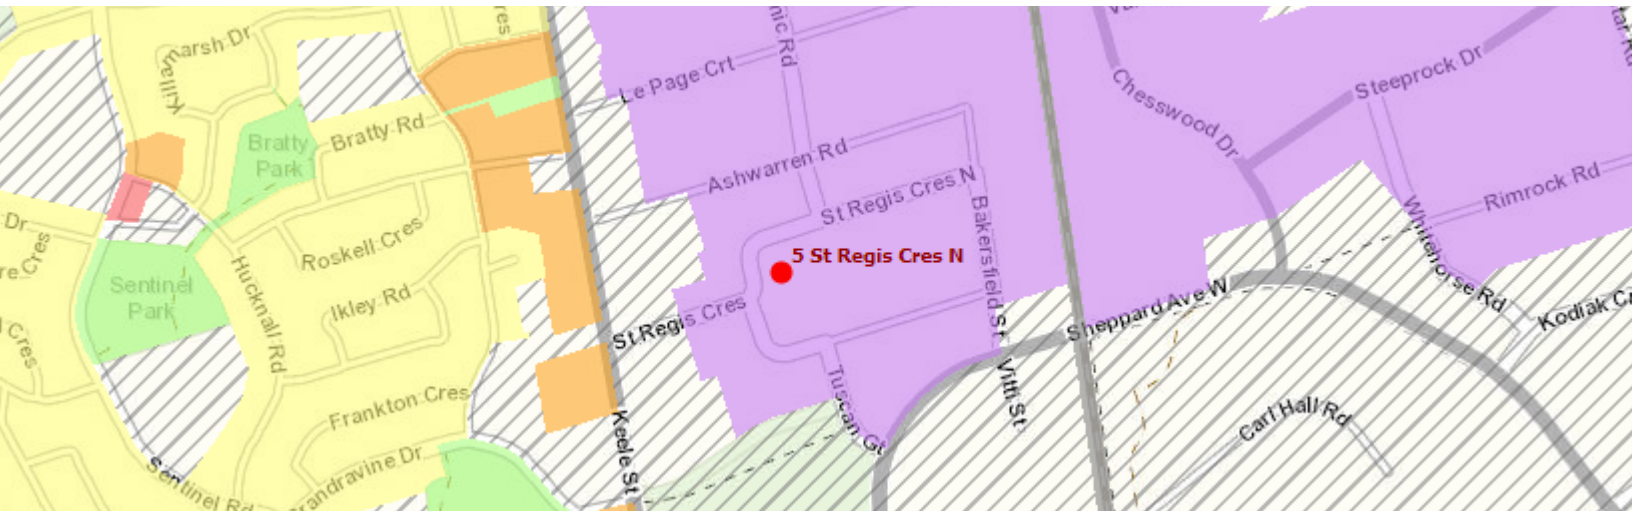 Marsh Dr
Kilmar
Bratty
Park
Bratty Rd
Dr
Cres
Roskell Cres
Hucknall Rd
Sentinel
Park
Ikley Rd
Cres
Frankton Cres
Sentinel Rd
Grandravine Dr
Keele St
Le Page Crt
Rd
Ashwarren Rd
St Regis Cres N
Bakersfield St
5 St Regis Cres N
St Regis Cres
Tuscan Gt
Vitti St
Sheppard Ave W
Chesswood Dr
Steeprock Dr
Rimrock Rd
Whitehorse Rd
Kodiak
Carl Hall Rd